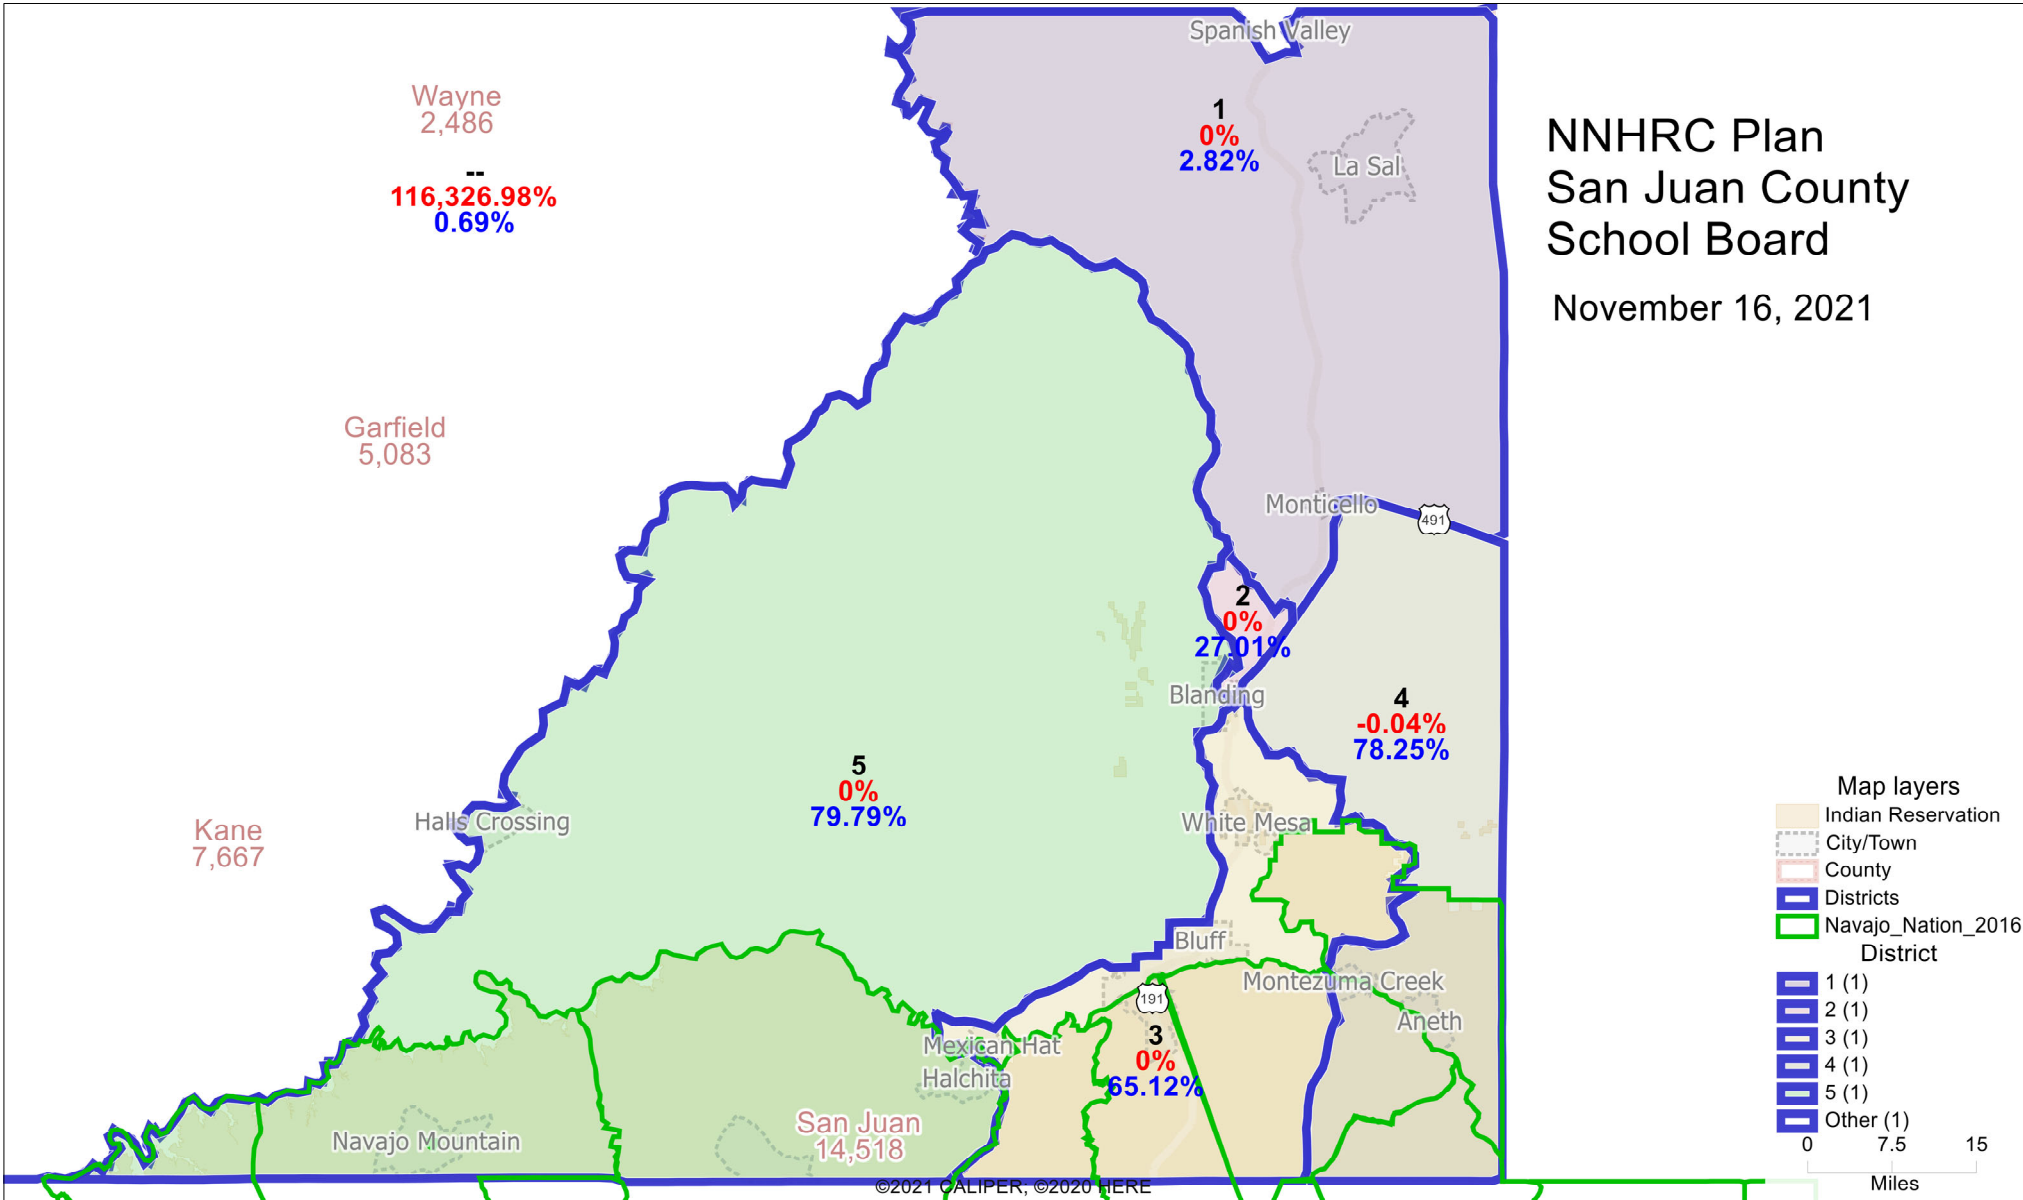 Spanish Valley
Wayne
2,486
--
116,326.98%
0.69%
1
0%
2.82%
La Sal
NNHRC Plan
San Juan County
School Board
November 16, 2021
Garfield
5,083
Monticello
491
2
0%
27.01%
Blanding
4
-0.04%
78.25%
5
0%
79.79%
Halls Crossing
Kane
7,667
White Mesa
Bluff
Montezuma Creek
191
Aneth
3
0%
65.12%
Mexican Hat
Halchita
San Juan
14,518
Navajo Mountain
Map layers
Indian Reservation
City/Town
County
Districts
Navajo_Nation_2016
District
1 (1)
2 (1)
3 (1)
4 (1)
5 (1)
Other (1)
0 7.5 15
Miles
©2021 CALIPER; ©2020 HERE